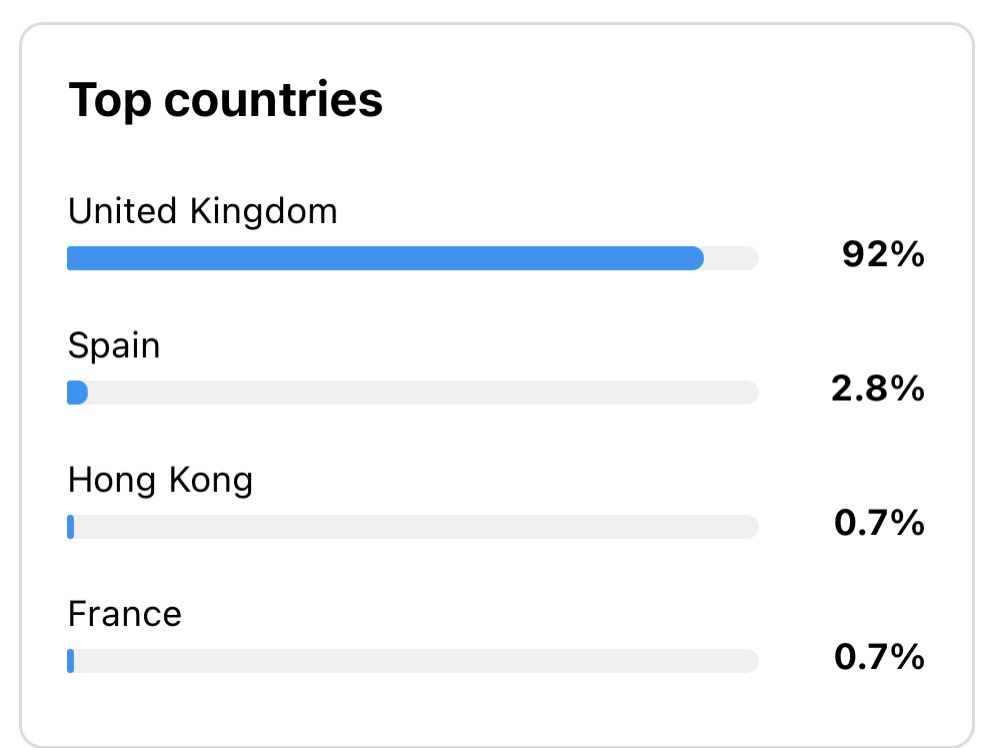 Top countries
United Kingdom
92%
Spain
2.8%
Hong Kong
0.7%
France
0.7%